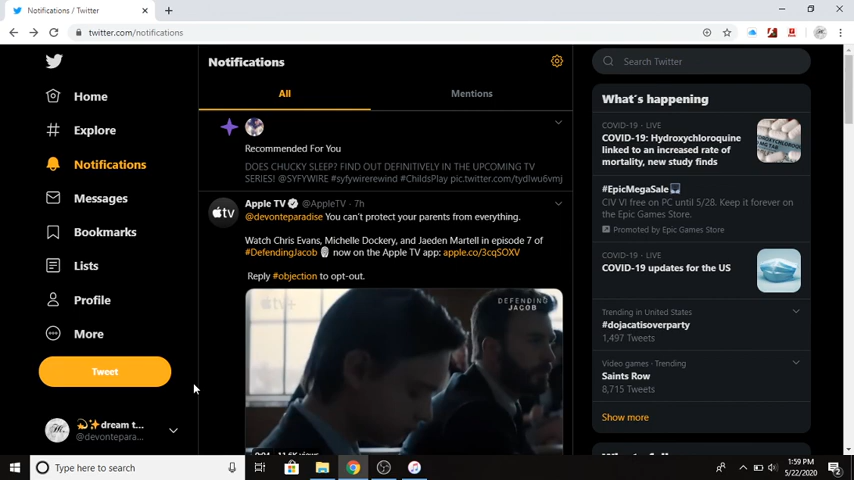 Notifications / Twitter
twitter.com/notifications
Home
Explore
Notifications
Messages
Bookmarks
Lists
Profile
More
Tweet
dream t...
@devontepara...
Notifications
All
Mentions
Recommended For You
DOES CHUCKY SLEEP? FIND OUT DEFINITIVELY IN THE UPCOMING TV
SERIES! @SYFYWIRE #syfywirerewind #ChildsPlay pic.twitter.com/tydlwu6vmj
Apple TV @AppleTV · 7h
@devonteparadise You can't protect your parents from everything.
Watch Chris Evans, Michelle Dockery, and Jaeden Martell in episode 7 of
#DefendingJacob now on the Apple TV app: apple.co/3cqSOXV
Reply #objection to opt-out.
tv
tv+
DEFENDING
JACOB
Search Twitter
What's happening
COVID-19 · LIVE
COVID-19: Hydroxychloroquine
linked to an increased rate of
mortality, new study finds
#EpicMegaSale
CIV VI free on PC until 5/28. Keep it forever on
the Epic Games Store.
Promoted by Epic Games Store
COVID-19 · LIVE
COVID-19 updates for the US
Trending in United States
#dojacatisoverparty
1,497 Tweets
Video games · Trending
Saints Row
8,715 Tweets
Show more
Type here to search
1:59 PM
5/22/2020
2